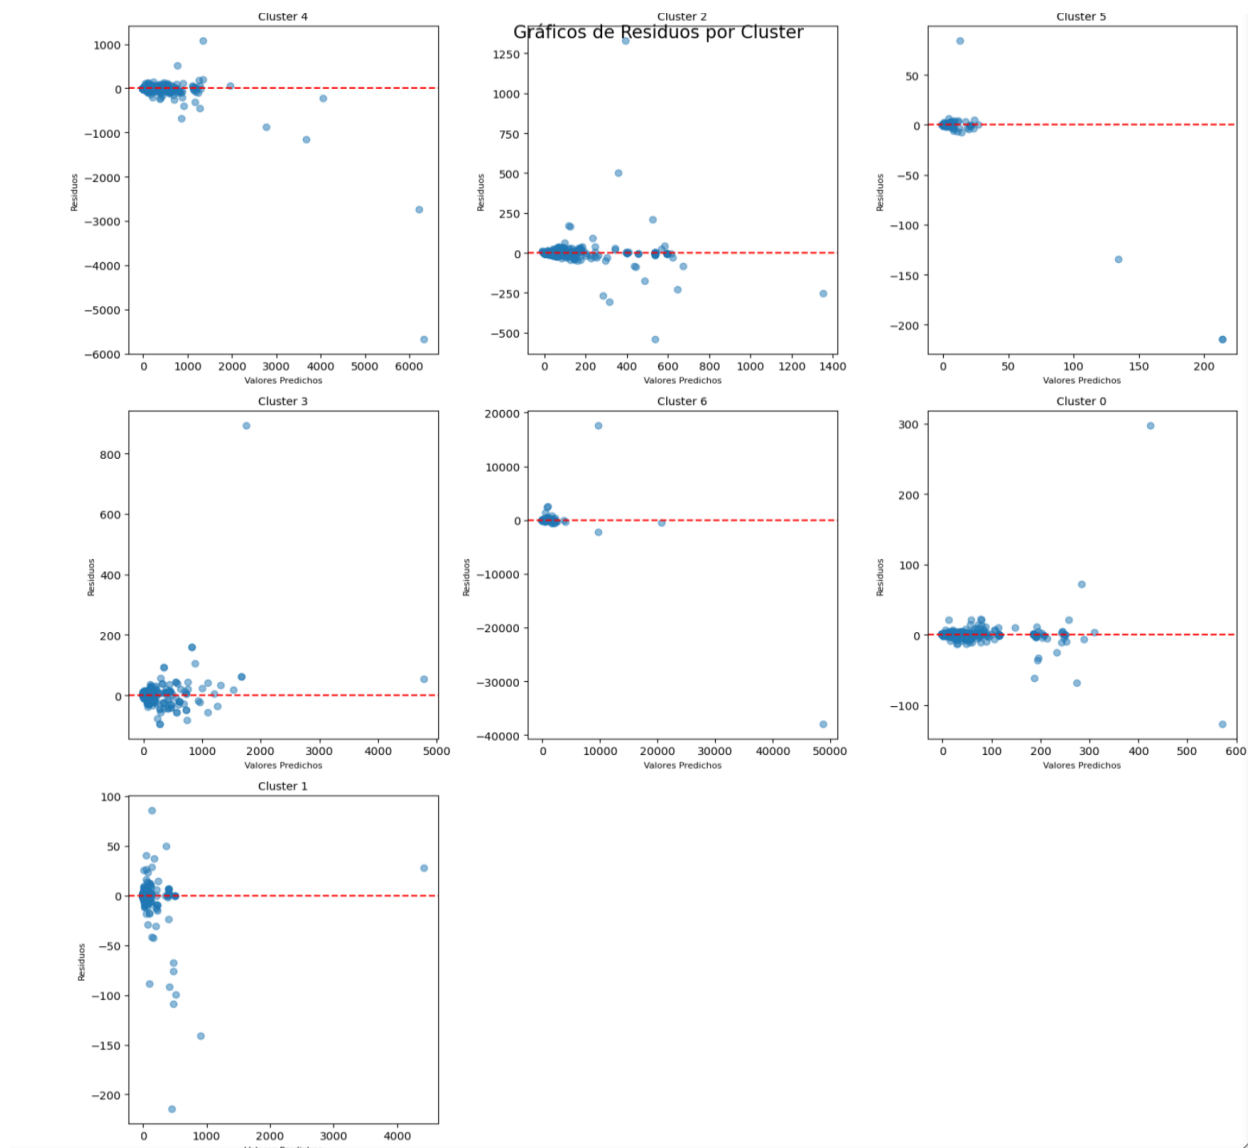 Gráficos de Residuos por Cluster
Cluster 4
1000
0
−1000
−2000
−3000
−4000
−5000
−6000
Residuos
0 1000 2000 3000 4000 5000 6000
Valores Predichos
Cluster 2
1250
1000
750
500
250
0
−250
−500
Residuos
0 200 400 600 800 1000 1200 1400
Valores Predichos
Cluster 5
50
0
−50
−100
−150
−200
Residuos
0 50 100 150 200
Valores Predichos
Cluster 3
800
600
400
200
0
Residuos
0 1000 2000 3000 4000 5000
Valores Predichos
Cluster 6
20000
10000
0
−10000
−20000
−30000
−40000
Residuos
0 10000 20000 30000 40000 50000
Valores Predichos
Cluster 0
300
200
100
0
−100
Residuos
0 100 200 300 400 500 600
Valores Predichos
Cluster 1
100
50
0
−50
−100
−150
−200
Residuos
0 1000 2000 3000 4000